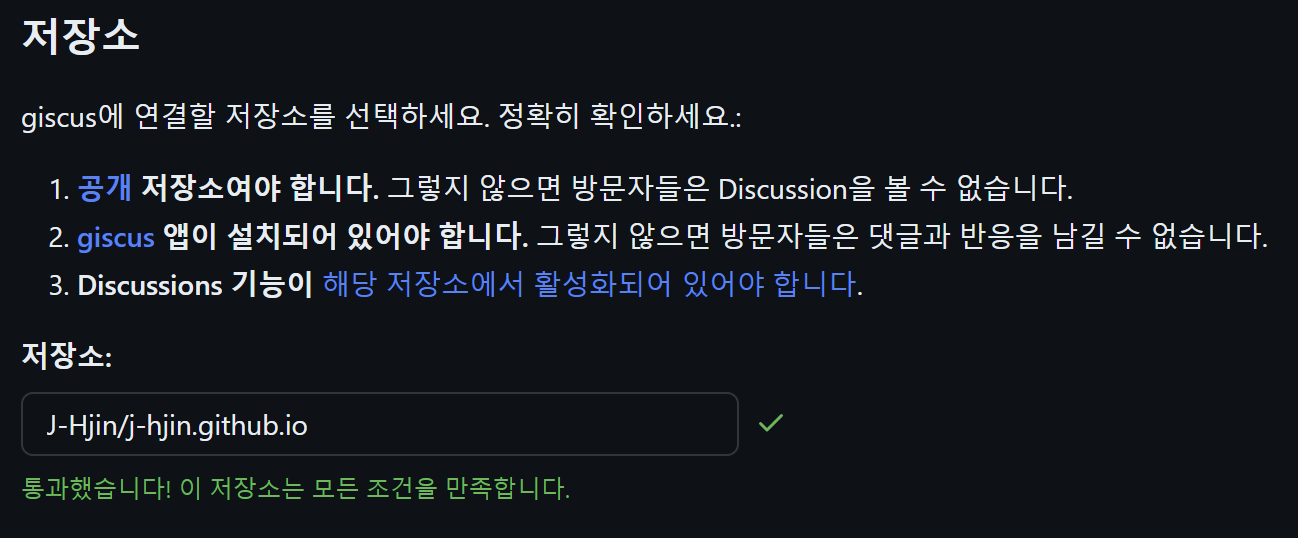 저장소
giscus에 연결할 저장소를 선택하세요. 정확히 확인하세요.:
1. 공개 저장소여야 합니다. 그렇지 않으면 방문자들은 Discussion을 볼 수 없습니다.
2. giscus 앱이 설치되어 있어야 합니다. 그렇지 않으면 방문자들은 댓글과 반응을 남길 수 없습니다.
3. Discussions 기능이 해당 저장소에서 활성화되어 있어야 합니다.
저장소:
J-Hjin/j-hjin.github.io
통과했습니다! 이 저장소는 모든 조건을 만족합니다.